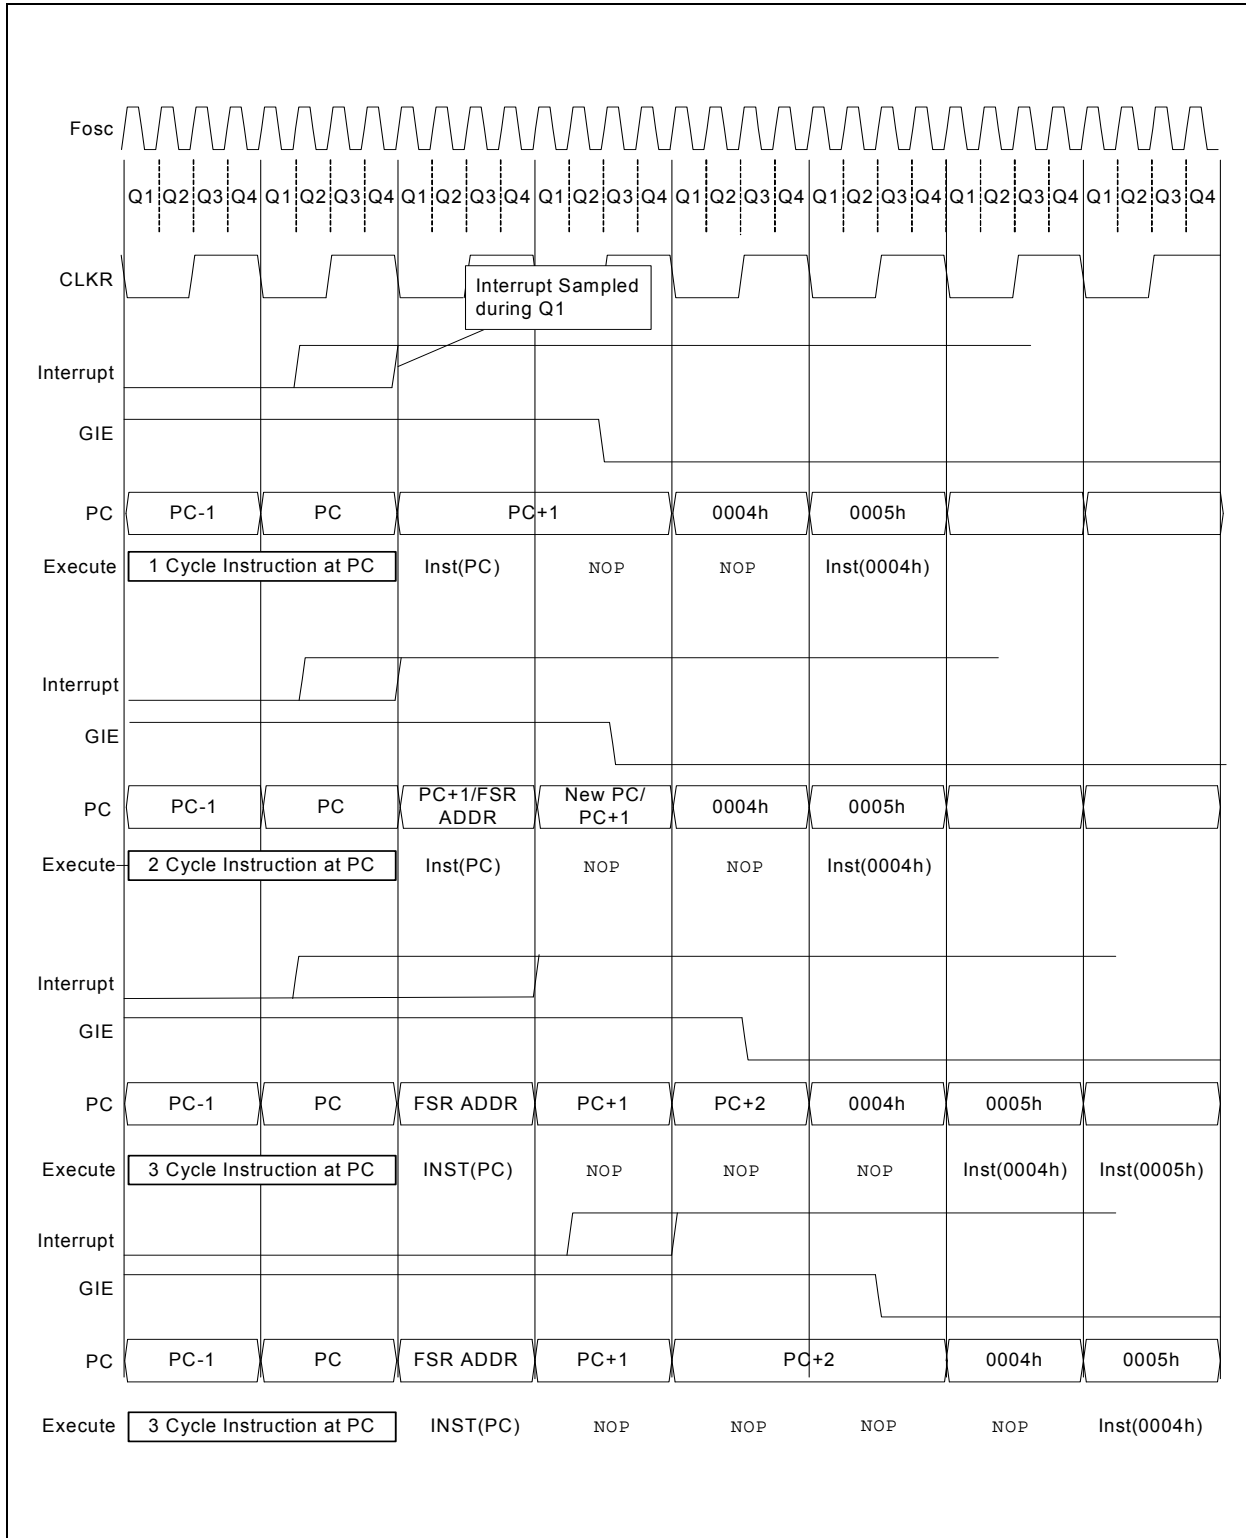 Fosc
Q1 Q2 Q3 Q4 Q1 Q2 Q3 Q4 Q1 Q2 Q3 Q4 Q1 Q2 Q3 Q4 Q1 Q2 Q3 Q4 Q1 Q2 Q3 Q4 Q1 Q2 Q3 Q4 Q1 Q2 Q3 Q4
CLKR
Interrupt Sampled
during Q1
Interrupt
GIE
PC PC-1 PC PC+1 0004h 0005h
Execute 1 Cycle Instruction at PC Inst(PC) NOP NOP Inst(0004h)
Interrupt
GIE
PC PC-1 PC PC+1/FSR ADDR New PC/ PC+1 0004h 0005h
Execute 2 Cycle Instruction at PC Inst(PC) NOP NOP Inst(0004h)
Interrupt
GIE
PC PC-1 PC FSR ADDR PC+1 PC+2 0004h 0005h
Execute 3 Cycle Instruction at PC INST(PC) NOP NOP NOP Inst(0004h) Inst(0005h)
Interrupt
GIE
PC PC-1 PC FSR ADDR PC+1 PC+2 0004h 0005h
Execute 3 Cycle Instruction at PC INST(PC) NOP NOP NOP NOP Inst(0004h)